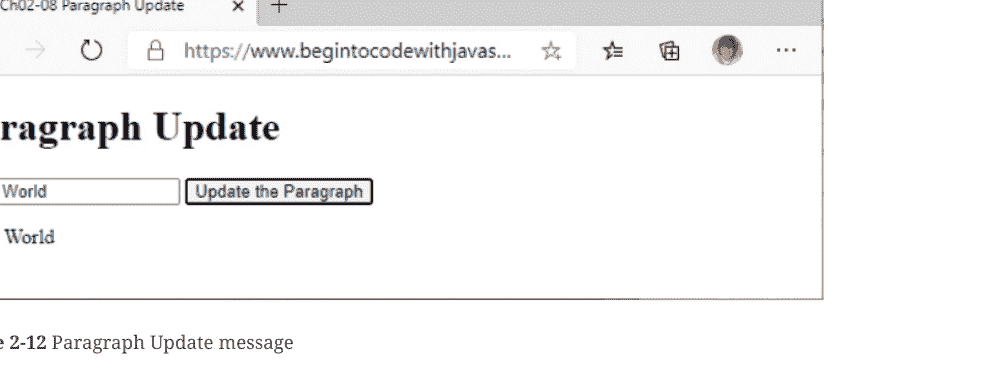 Ch02-08 Paragraph Update
https://www.begintocodewithjavas...
ragraph Update
World Update the Paragraph
World
e 2-12 Paragraph Update message